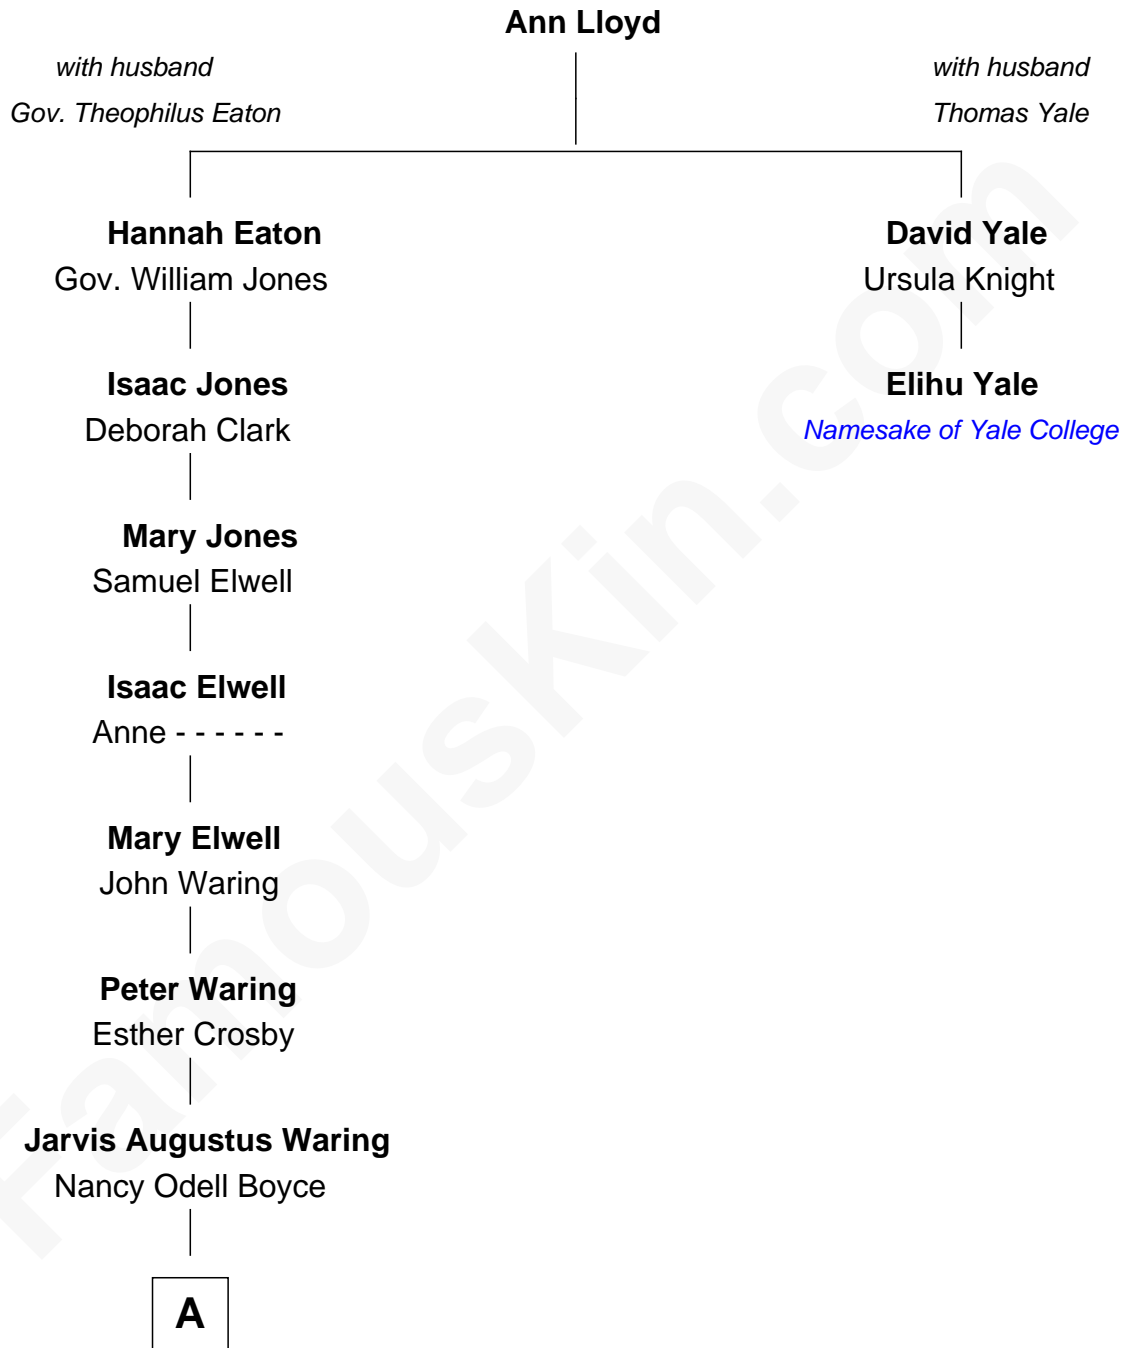 Ann Lloyd
with husband
Gov. Theophilus Eaton
with husband
Thomas Yale
Hannah Eaton
Gov. William Jones
David Yale
Ursula Knight
Isaac Jones
Deborah Clark
Elihu Yale
Namesake of Yale College
Mary Jones
Samuel Elwell
Isaac Elwell
Anne - - - - - -
Mary Elwell
John Waring
Peter Waring
Esther Crosby
Jarvis Augustus Waring
Nancy Odell Boyce
A
FamousKin.com